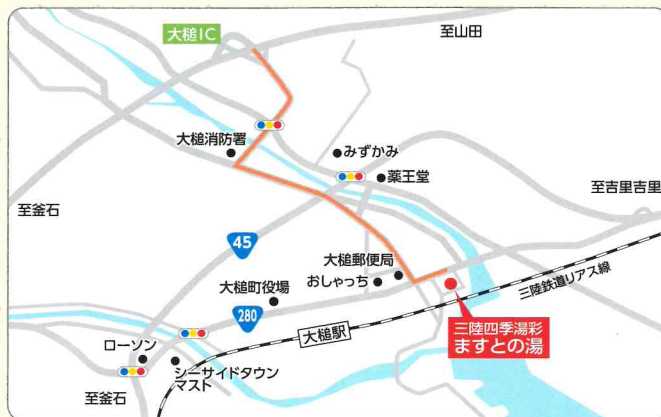 大槌IC
至山田
大槌消防署
みずかみ
薬王堂
至釜石
至吉里吉里
45
大槌郵便局
おしゃっち
三陸鉄道リアス線
大槌町役場
280
大槌駅
三陸四季湯彩
ますとの湯
ローソン
シーサイドタウン
マスト
至釜石